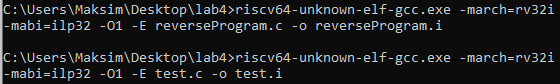 C:\Users\Maksim\Desktop\lab4>riscv64-unknown-elf-gcc.exe -march=rv32i
-mabi=ilp32 -O1 -E reverseProgram.c -o reverseProgram.i
C:\Users\Maksim\Desktop\lab4>riscv64-unknown-elf-gcc.exe -march=rv32i
-mabi=ilp32 -O1 -E test.c -o test.i